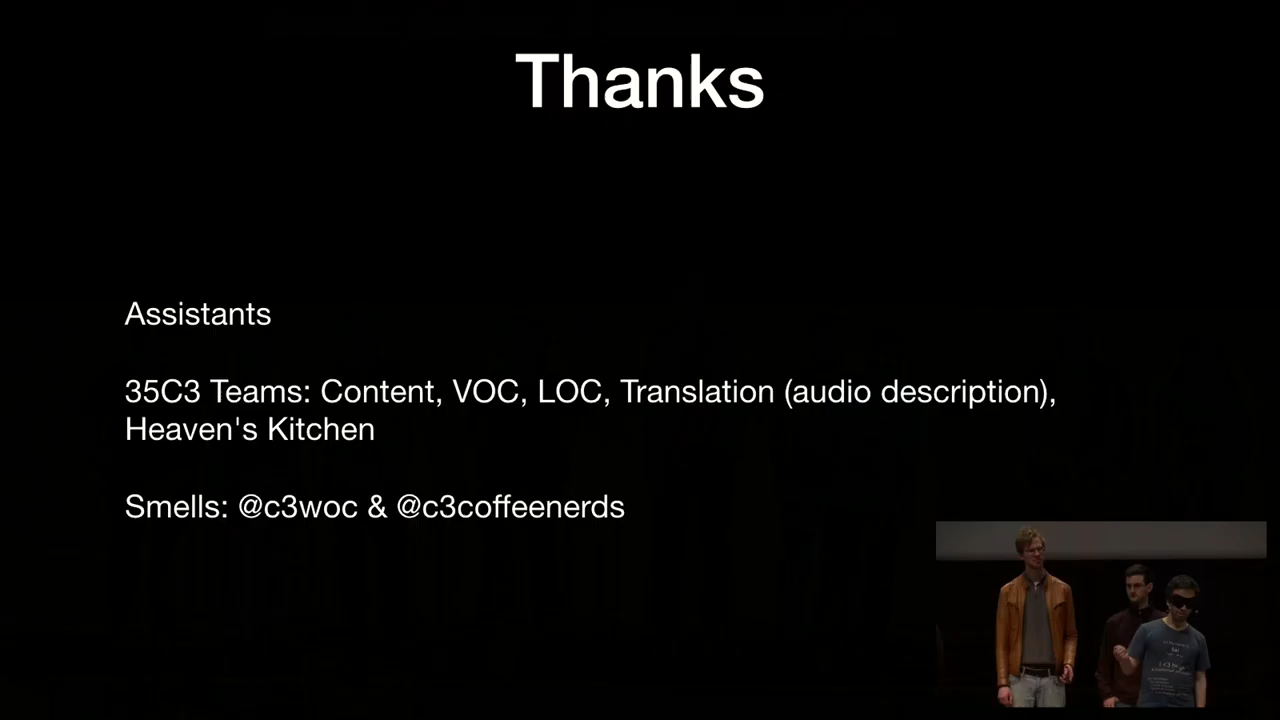 Thanks
Assistants
35C3 Teams: Content, VOC, LOC, Translation (audio description),
Heaven's Kitchen
Smells: @c3woc & @c3coffeenerds